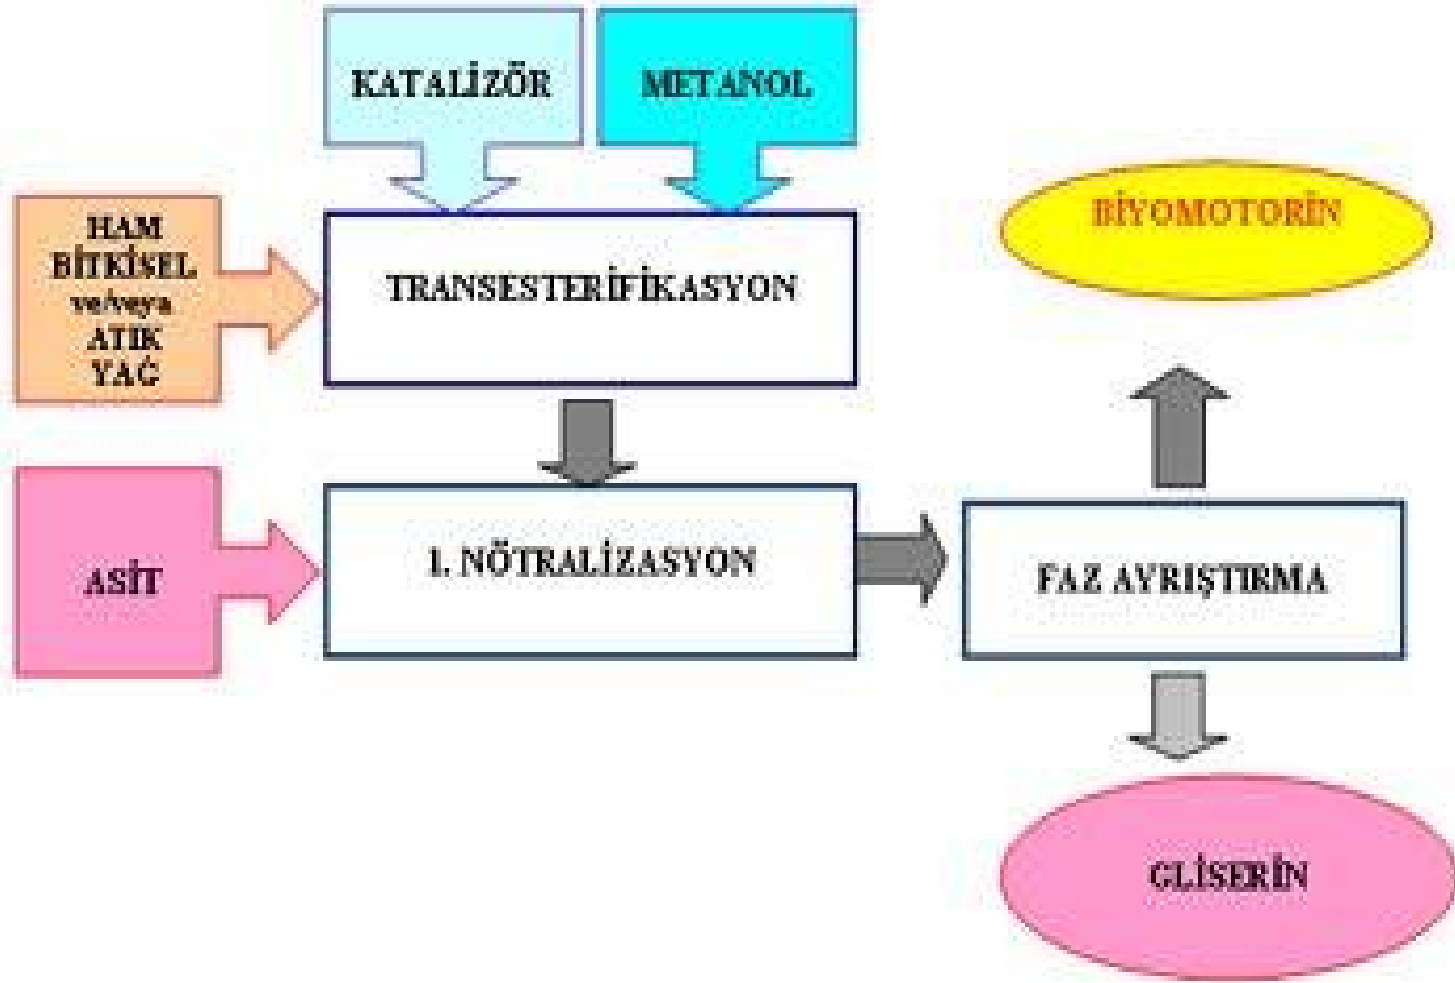 KATALİZÖR
METANOL
HAM
BİTKİSEL
ve/veya
ATIK
YAĞ
TRANSESTERİFİKASYON
BİYOMOTORİN
ASİT
1. NÖTRALİZASYON
FAZ AYRIŞTIRMA
GLİSERİN